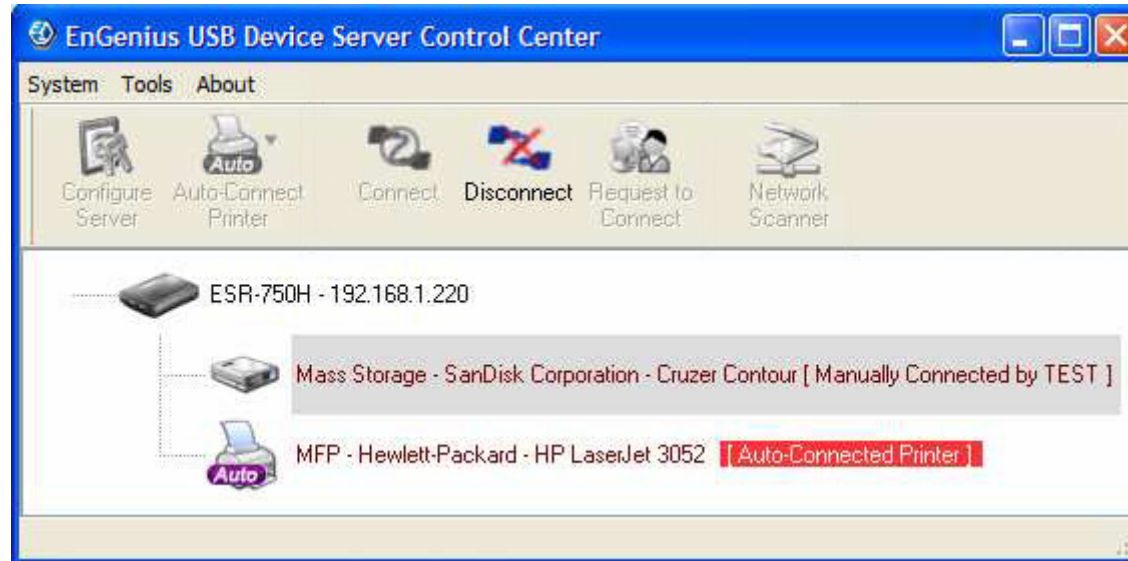 EnGenius USB Device Server Control Center
System Tools About
Configure Server
Auto
Auto-Connect Printer
Connect
Disconnect
Request to Connect
Network Scanner
ESR-750H - 192.168.1.220
Mass Storage - SanDisk Corporation - Cruzer Contour [ Manually Connected by TEST ]
Auto
MFP - Hewlett-Packard - HP LaserJet 3052 [ Auto-Connected Printer ]